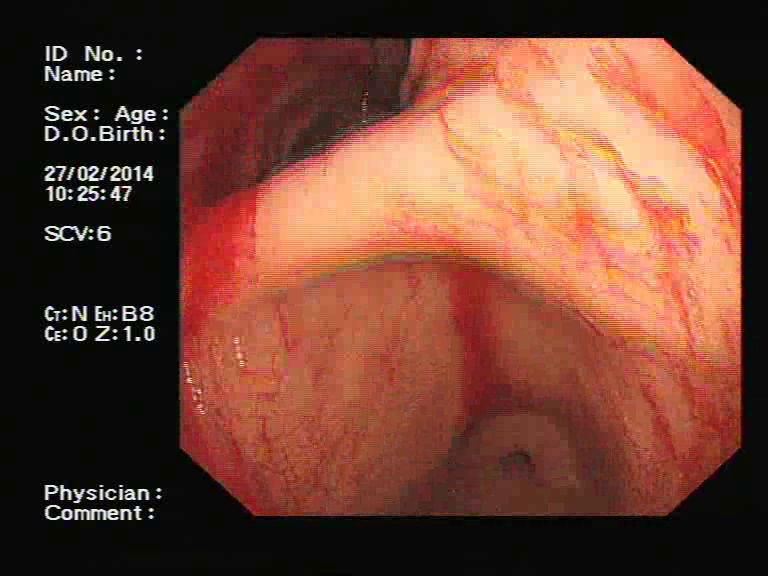 ID No. :
Name:
Sex: Age:
D.O.Birth:
27/02/2014
10:25:47
SCV:6
CT:N EH:B8
CE:0 Z:1.0
Physician:
Comment: